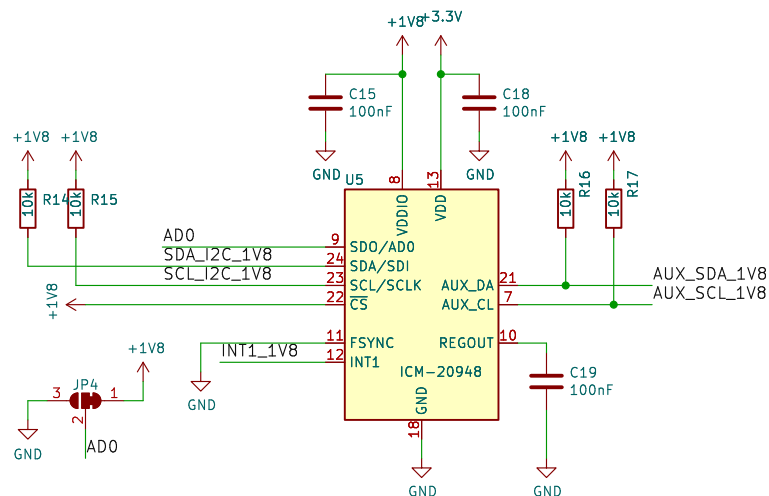 +1V8
+3.3V
C15
100nF
C18
100nF
GND
GND
+1V8
+1V8
+1V8
+1V8
U5
8
13
10k
R14
10k
R15
VDDIO
VDD
10k
R16
10k
R17
AD0
9
SDO/AD0
SDA_I2C_1V8
24
SDA/SDI
SCL_I2C_1V8
23
SCL/SCLK
AUX_DA
21
AUX_SDA_1V8
+1V8
22
CS
AUX_CL
7
AUX_SCL_1V8
11
FSYNC
REGOUT
10
INT1_1V8
12
INT1
+1V8
ICM-20948
C19
100nF
3
JP4
1
2
GND
GND
18
AD0
GND
GND
GND